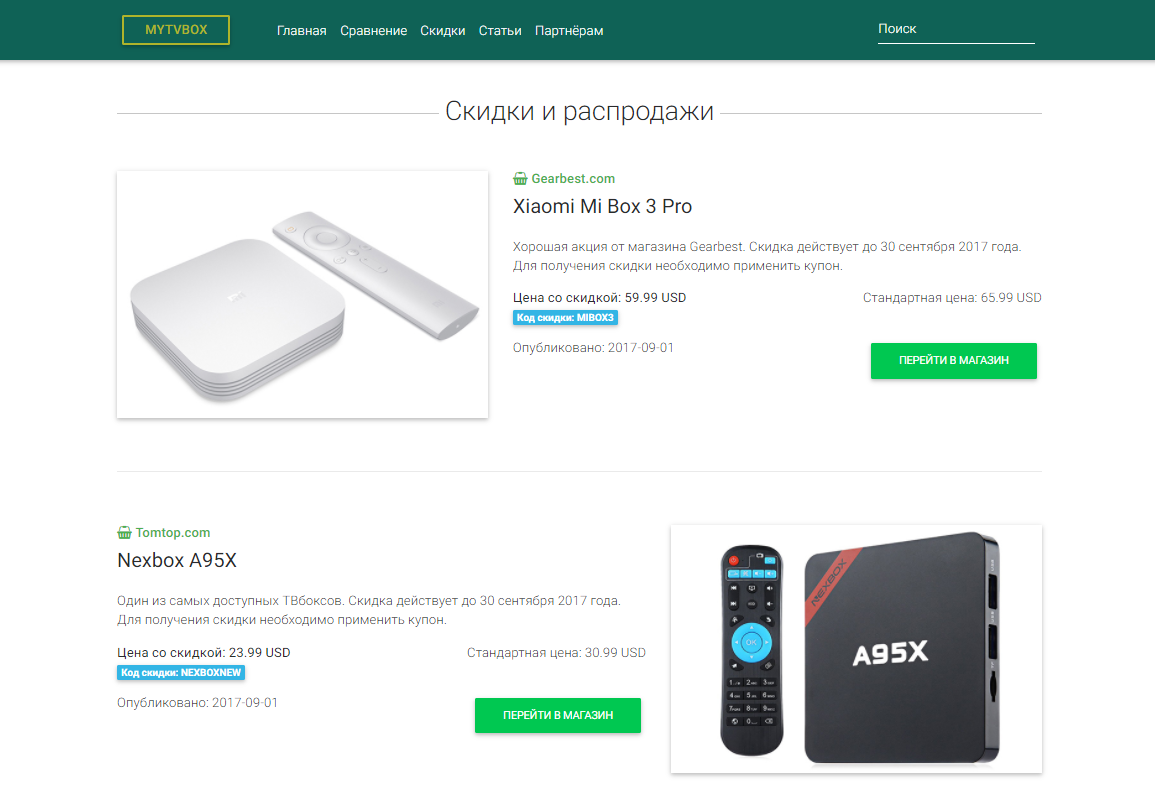 MYTVBOX
Главная Сравнение Скидки Статьи Партнёрам
Поиск
Скидки и распродажи
Gearbest.com
Xiaomi Mi Box 3 Pro
Хорошая акция от магазина Gearbest. Скидка действует до 30 сентября 2017 года.
Для получения скидки необходимо применить купон.
Цена со скидкой: 59.99 USD
Стандартная цена: 65.99 USD
Код скидки: MIBOX3
Опубликовано: 2017-09-01
ПЕРЕЙТИ В МАГАЗИН
Tomtop.com
Nexbox A95X
Один из самых доступных ТВбоксов. Скидка действует до 30 сентября 2017 года.
Для получения скидки необходимо применить купон.
Цена со скидкой: 23.99 USD
Стандартная цена: 30.99 USD
Код скидки: NEXBOXNEW
Опубликовано: 2017-09-01
ПЕРЕЙТИ В МАГАЗИН
NEXBOX
A95X
OK